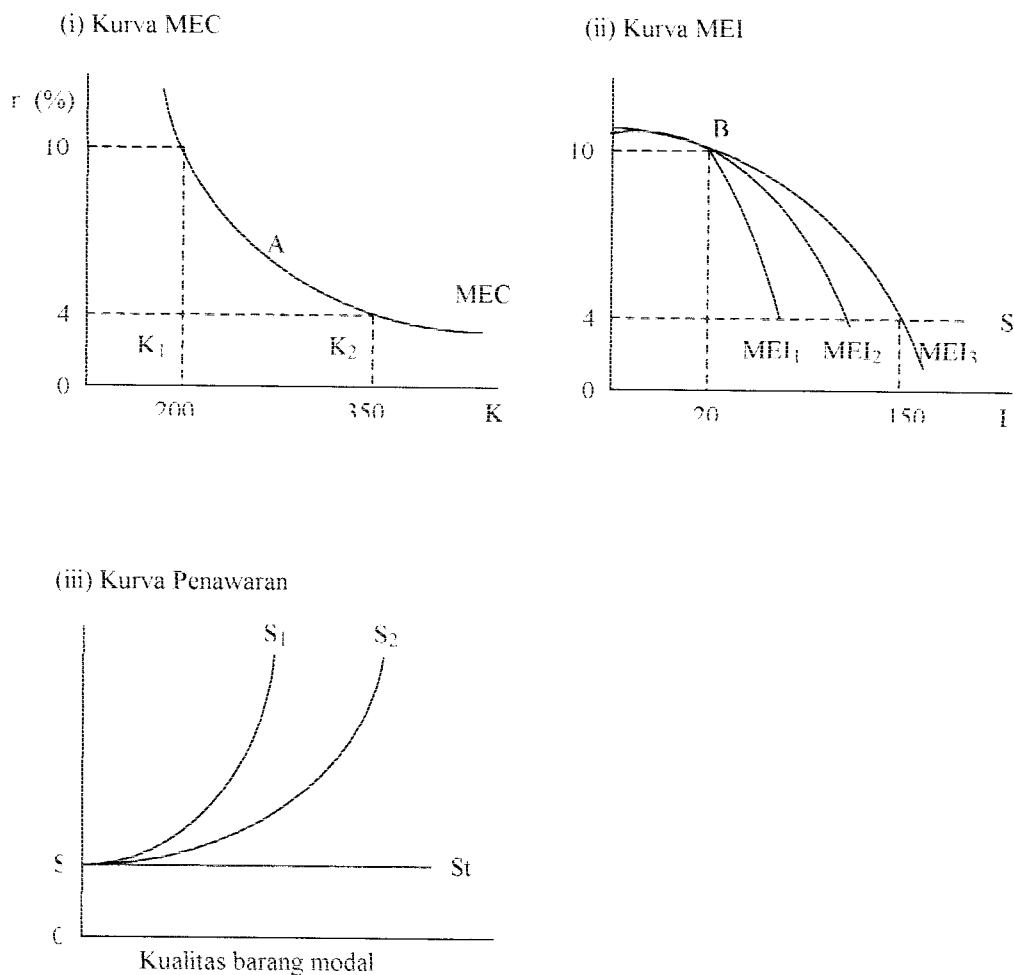 (i) Kurva MEC
r (%)
10
A
MEC
4
K₁
K₂
0
200
350
K
(ii) Kurva MEI
B
10
4
S
MEI₁
MEI₂
MEI₃
0
20
150
I
(iii) Kurva Penawaran
S₁
S₂
S
St
0
Kualitas barang modal